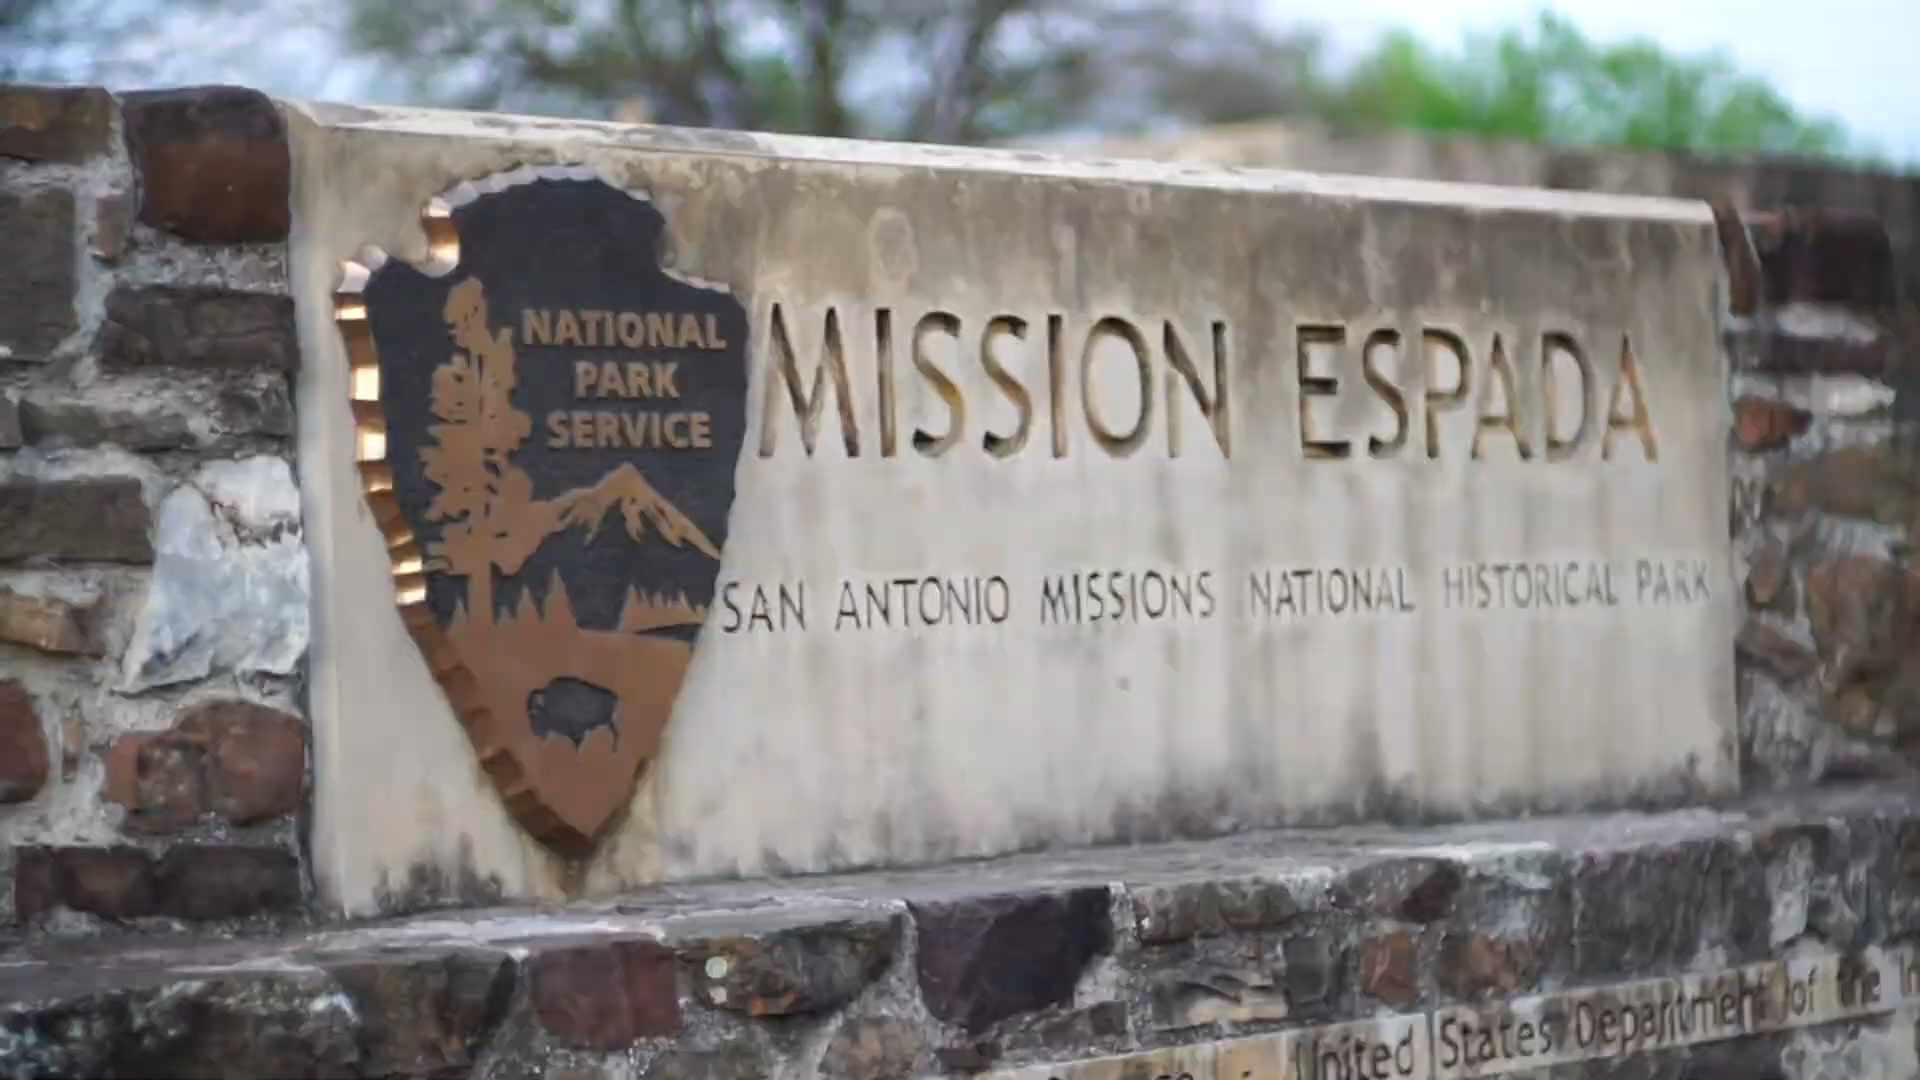 NATIONAL
PARK
SERVICE
MISSION ESPADA
SAN ANTONIO MISSIONS NATIONAL HISTORICAL PARK
United States Department of the